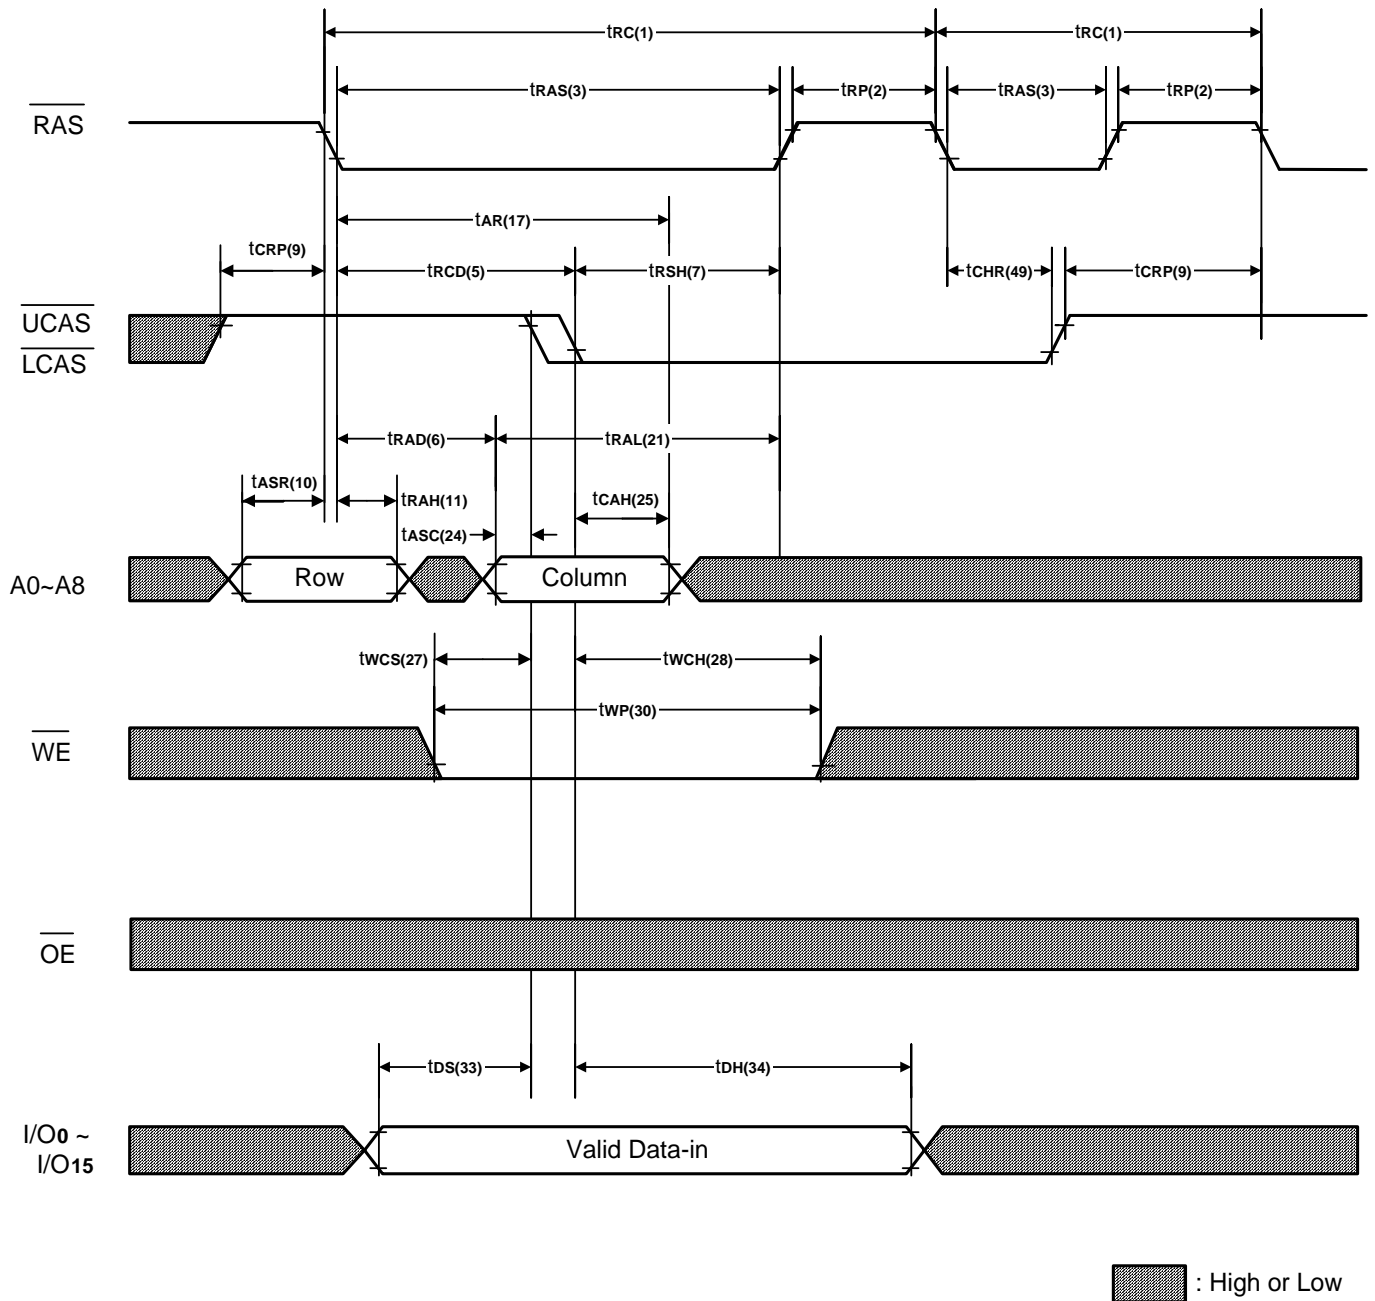 tRC(1) tRC(1)
tRAS(3) tRP(2) tRAS(3) tRP(2)
RAS
tAR(17)
tCRP(9) tRCD(5) tRSH(7) tCHR(49) tCRP(9)
UCAS
LCAS
tRAD(6) tRAL(21)
tASR(10) tRAH(11) tCAH(25)
tASC(24)
A0~A8 Row Column
tWCS(27) tWCH(28)
tWP(30)
WE
OE
tDS(33) tDH(34)
I/O0 ~
I/O15
Valid Data-in
: High or Low